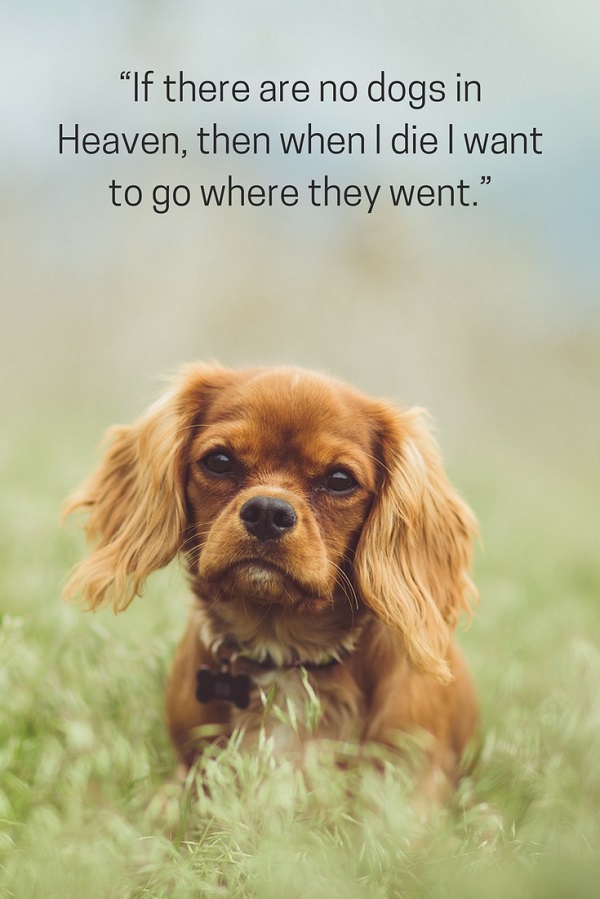 “If there are no dogs in
Heaven, then when I die I want
to go where they went.”